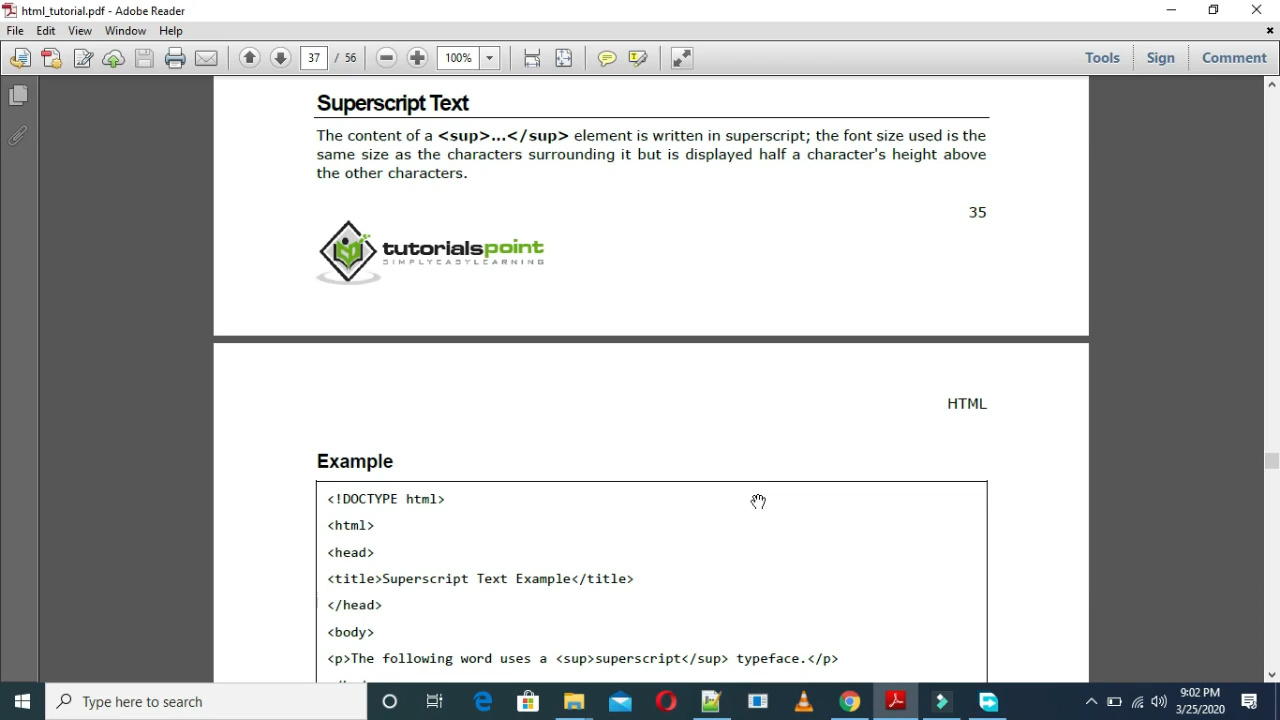 html_tutorial.pdf - Adobe Reader
File Edit View Window Help
37 / 56 100% Tools Sign Comment
Superscript Text
The content of a <sup>...</sup> element is written in superscript; the font size used is the
same size as the characters surrounding it but is displayed half a character's height above
the other characters.
35
tutorialspoint
SIMPLYEASYLEARNING
HTML
Example
<!DOCTYPE html>
<html>
<head>
<title>Superscript Text Example</title>
</head>
<body>
<p>The following word uses a <sup>superscript</sup> typeface.</p>
Type here to search
9:02 PM
3/25/2020